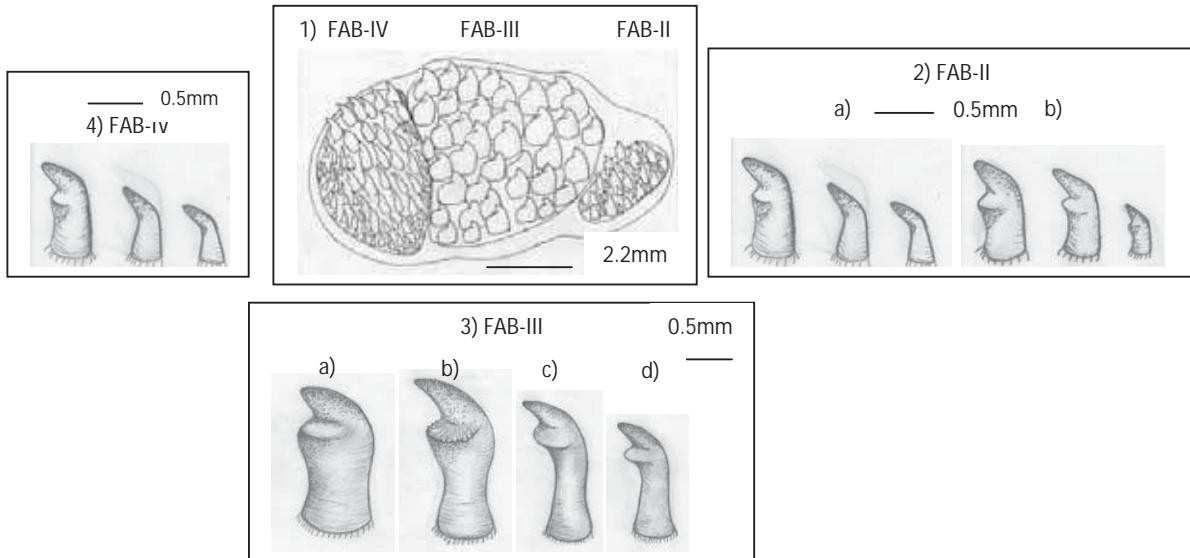 1) FAB-IV FAB-III FAB-II
2.2mm
0.5mm
4) FAB-IV
2) FAB-II
a) 0.5mm b)
3) FAB-III 0.5mm
a) b) c) d)